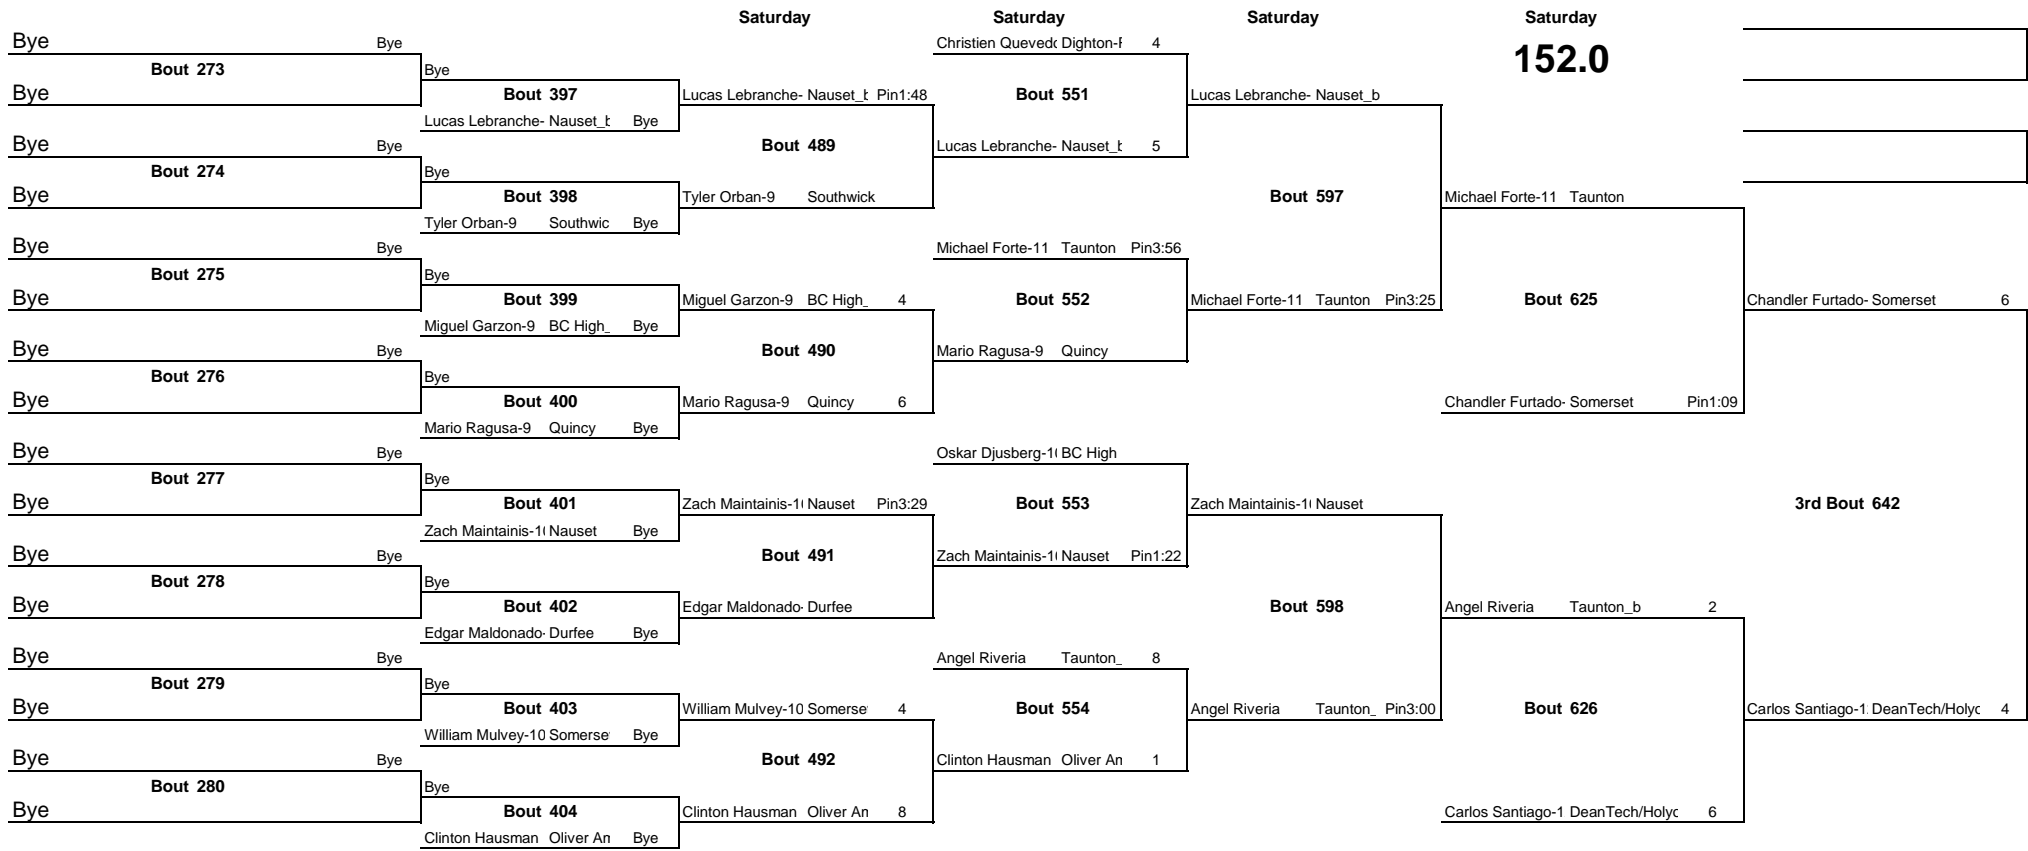 Saturday Saturday Saturday Saturday
152.0
Bye Bye
Bout 273
Bye
Bye Bye
Bout 274
Bye
Bye Bye
Bout 275
Bye
Bye Bye
Bout 276
Bye
Bye Bye
Bout 277
Bye
Bye Bye
Bout 278
Bye
Bye Bye
Bout 279
Bye
Bye Bye
Bout 280
Bye
Bye
Bout 397
Lucas Lebranche- Nauset_b Bye
Bye
Bout 398
Tyler Orban-9 Southwic Bye
Bye
Bout 399
Miguel Garzon-9 BC High_ Bye
Bye
Bout 400
Mario Ragusa-9 Quincy Bye
Bye
Bout 401
Zach Maintainis-1( Nauset Bye
Bye
Bout 402
Edgar Maldonado- Durfee Bye
Bye
Bout 403
William Mulvey-10 Somerse Bye
Bye
Bout 404
Clinton Hausman Oliver An Bye
Lucas Lebranche- Nauset_b Pin1:48
Bout 489
Tyler Orban-9 Southwick
Miguel Garzon-9 BC High_ 4
Bout 490
Mario Ragusa-9 Quincy 6
Zach Maintainis-1( Nauset Pin3:29
Bout 491
Edgar Maldonado- Durfee
William Mulvey-10 Somerse 4
Bout 492
Clinton Hausman Oliver An 8
Christien Quevedo Dighton-F 4
Bout 551
Lucas Lebranche- Nauset_b 5
Michael Forte-11 Taunton Pin3:56
Bout 552
Mario Ragusa-9 Quincy
Oskar Djusberg-1( BC High
Bout 553
Zach Maintainis-1( Nauset Pin1:22
Angel Riveria Taunton_ 8
Bout 554
Clinton Hausman Oliver An 1
Lucas Lebranche- Nauset_b
Bout 597
Michael Forte-11 Taunton Pin3:25
Zach Maintainis-1( Nauset
Bout 598
Angel Riveria Taunton_ Pin3:00
Michael Forte-11 Taunton
Bout 625
Chandler Furtado- Somerset Pin1:09
Angel Riveria Taunton_b 2
Bout 626
Carlos Santiago-1 DeanTech/Holyc 6
Chandler Furtado- Somerset 6
3rd Bout 642
Carlos Santiago-1. DeanTech/Holyc 4